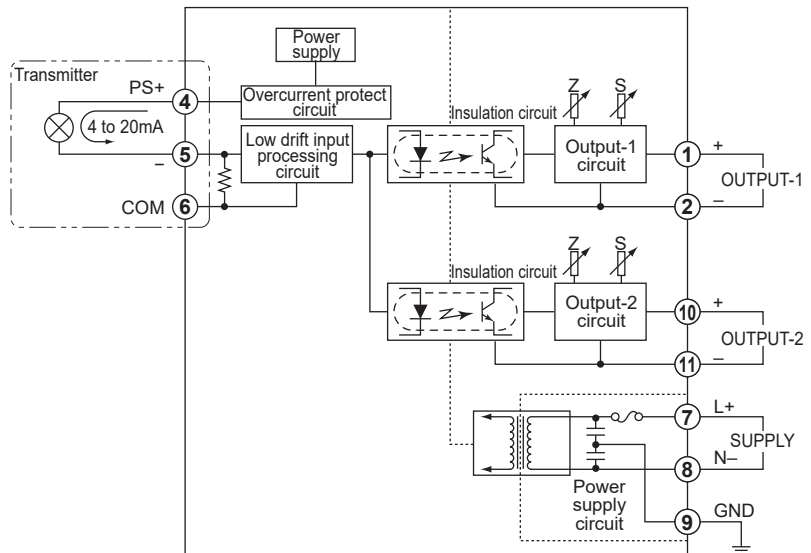 Power
supply
Transmitter
PS+
4
Overcurrent protect
circuit
4 to 20mA
5
–
Low drift input
processing
circuit
COM
6
Insulation circuit
Z
S
Output-1
circuit
1
+
OUTPUT-1
2
–
Insulation circuit
Z
S
Output-2
circuit
10
+
OUTPUT-2
11
–
7
L+
SUPPLY
8
N–
Power
supply
circuit
9
GND